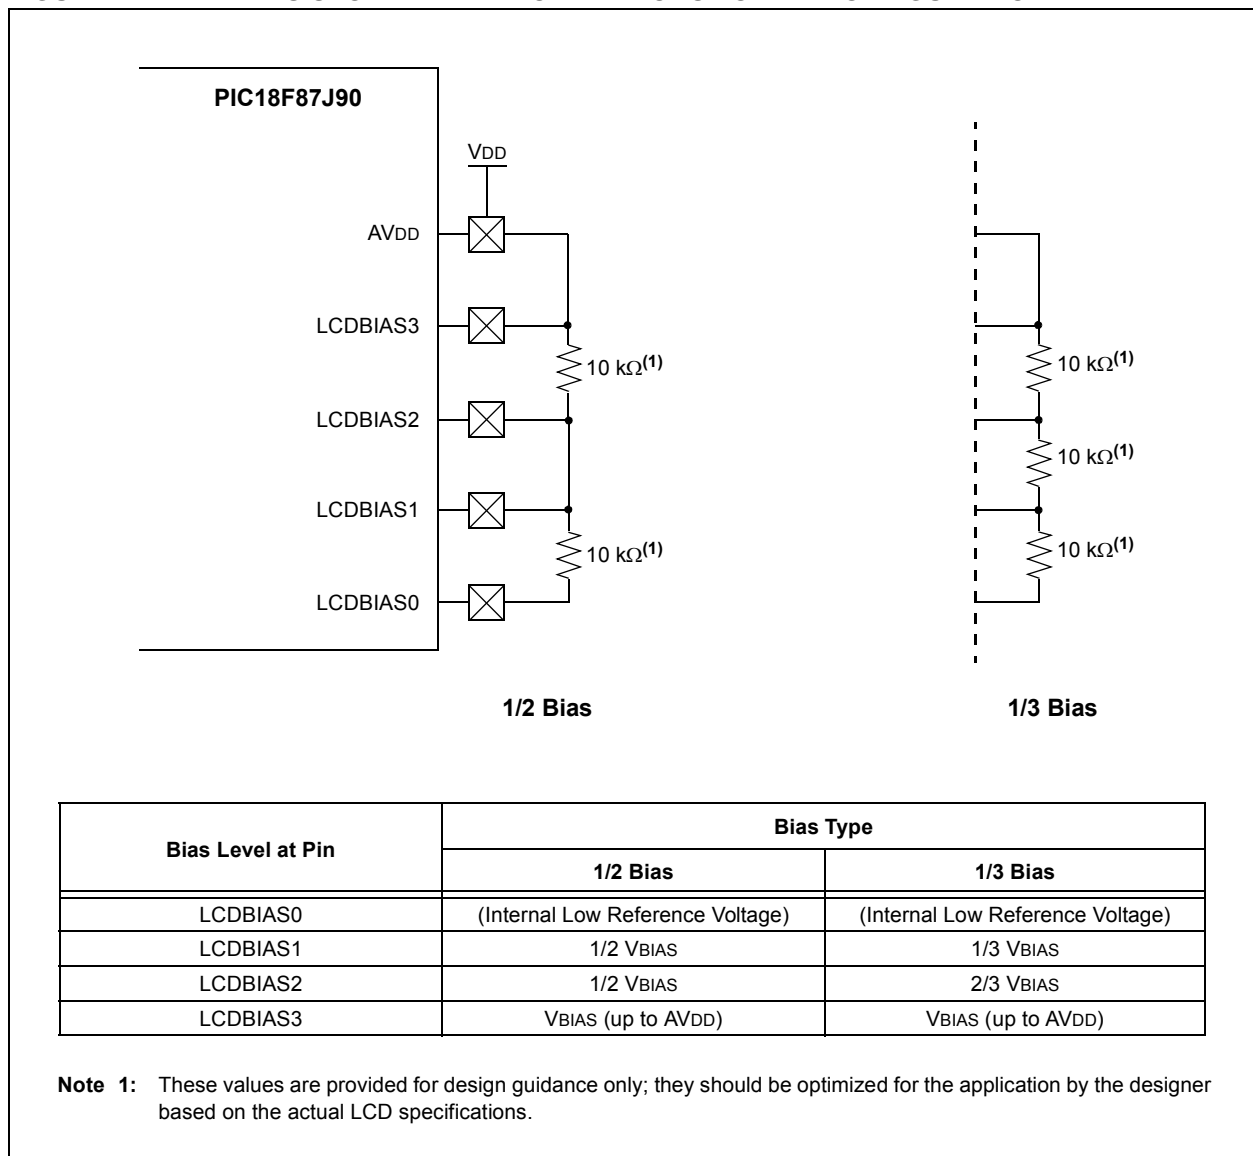 PIC18F87J90
VDD
AVDD
LCDBIAS3
10 kΩ(1)
10 kΩ(1)
LCDBIAS2
10 kΩ(1)
LCDBIAS1
10 kΩ(1)
10 kΩ(1)
LCDBIAS0
1/2 Bias
1/3 Bias
Bias Level at Pin
Bias Type
1/2 Bias
1/3 Bias
LCDBIAS0
(Internal Low Reference Voltage)
(Internal Low Reference Voltage)
LCDBIAS1
1/2 VBIAS
1/3 VBIAS
LCDBIAS2
1/2 VBIAS
2/3 VBIAS
LCDBIAS3
VBIAS (up to AVDD)
VBIAS (up to AVDD)
Note 1: These values are provided for design guidance only; they should be optimized for the application by the designer
based on the actual LCD specifications.